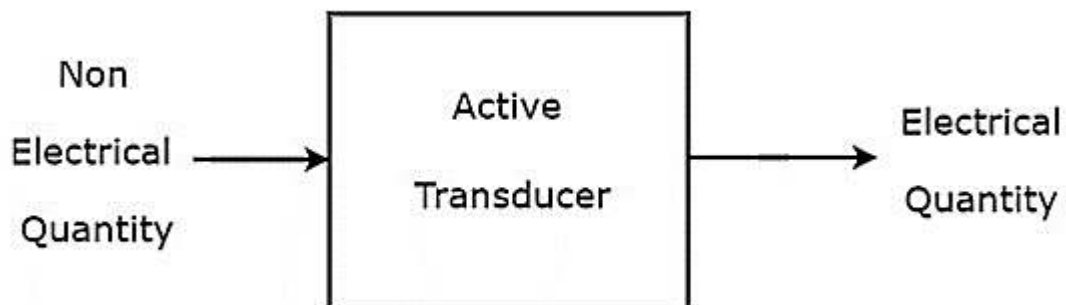 Non
Electrical
Quantity
Active
Transducer
Electrical
Quantity